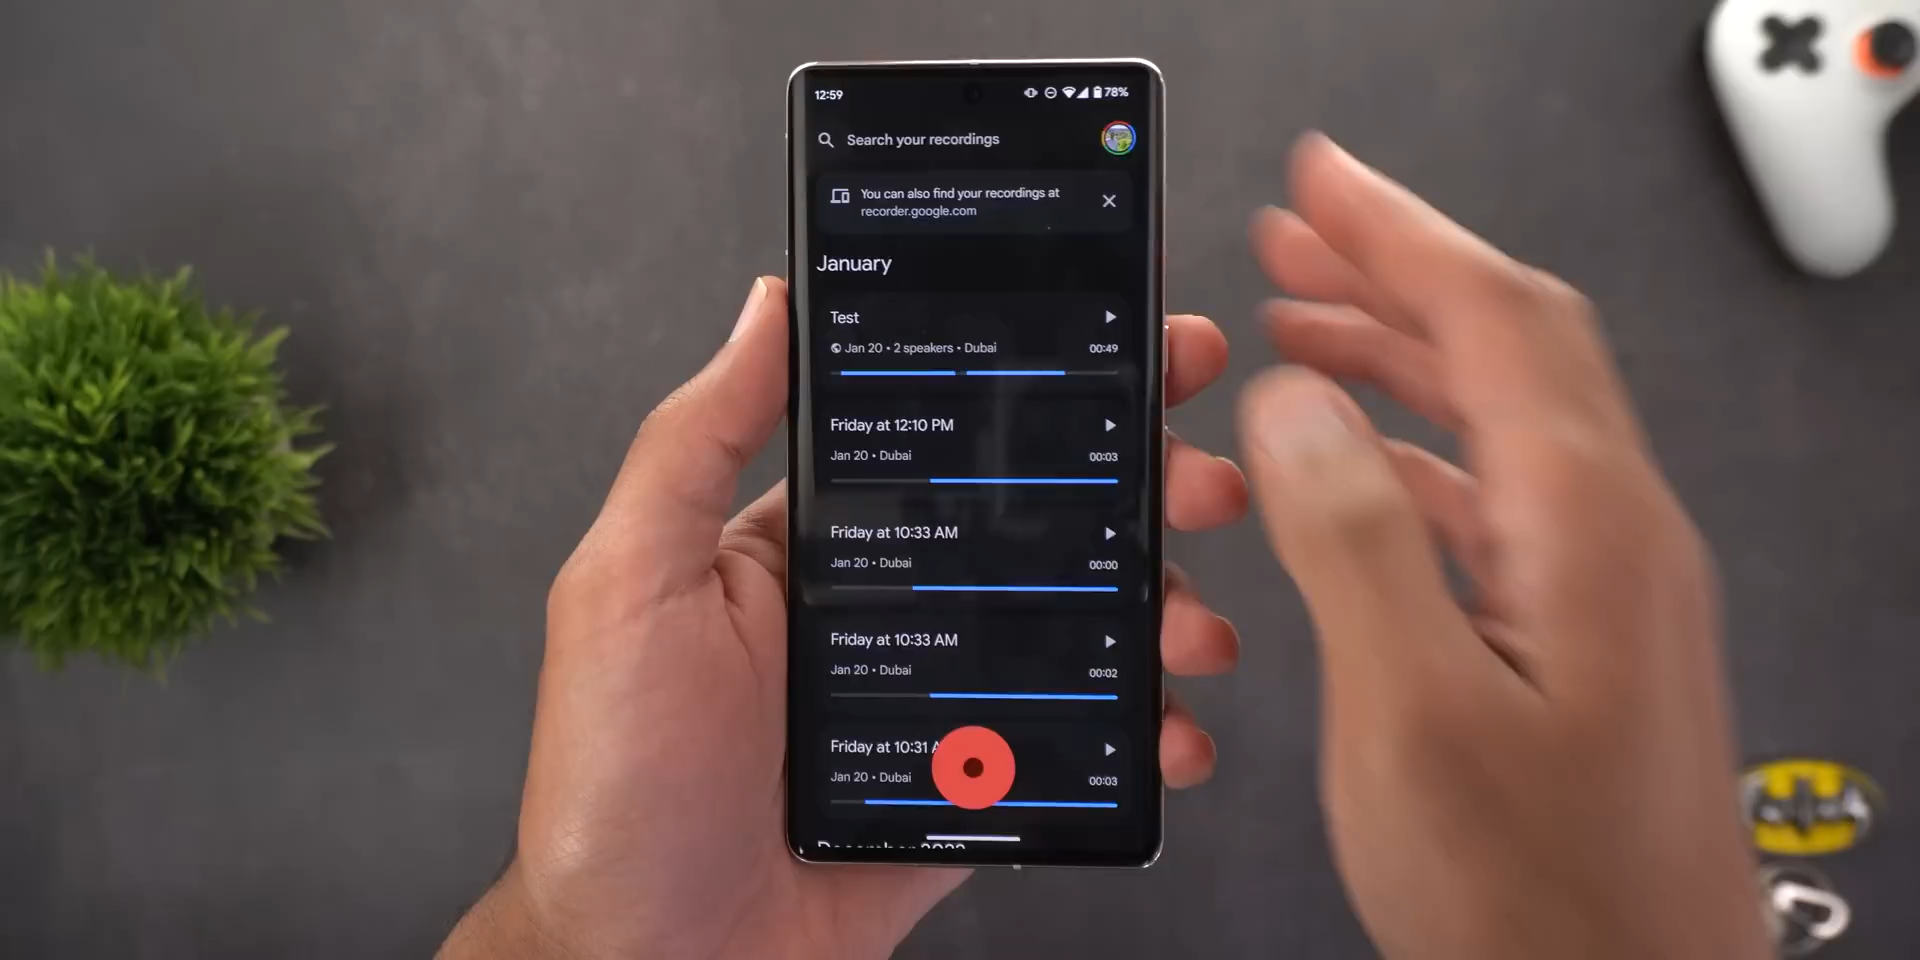 12:59
78%
Search your recordings
You can also find your recordings at
recorder.google.com
January
Test
Jan 20 • 2 speakers • Dubai
00:49
Friday at 12:10 PM
Jan 20 • Dubai
00:03
Friday at 10:33 AM
Jan 20 • Dubai
00:00
Friday at 10:33 AM
Jan 20 • Dubai
00:02
Friday at 10:31 A
Jan 20 • Dubai
00:03
December 2022